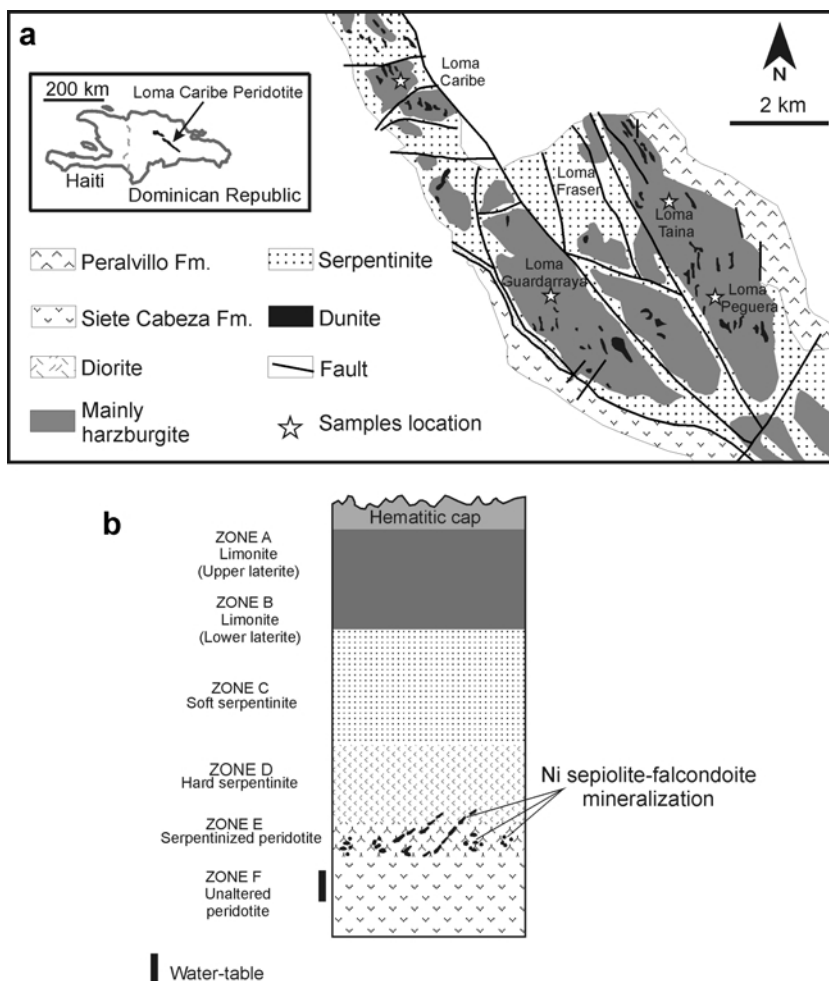 a
200 km
Loma Caribe Peridotite
Haiti
Dominican Republic
Loma
Caribe
N
2 km
Loma
Fraser
Loma
Taina
Loma
Guardarraya
Loma
Peguera
Peralvillo Fm.
Serpentinite
Siete Cabeza Fm.
Dunite
Diorite
Fault
Mainly
harzburgite
Samples location
b
Hematitic cap
ZONE A
Limonite
(Upper laterite)
ZONE B
Limonite
(Lower laterite)
ZONE C
Soft serpentinite
ZONE D
Hard serpentinite
Ni sepiolite-falcondoite
mineralization
ZONE E
Serpentinized peridotite
ZONE F
Unaltered
peridotite
Water-table